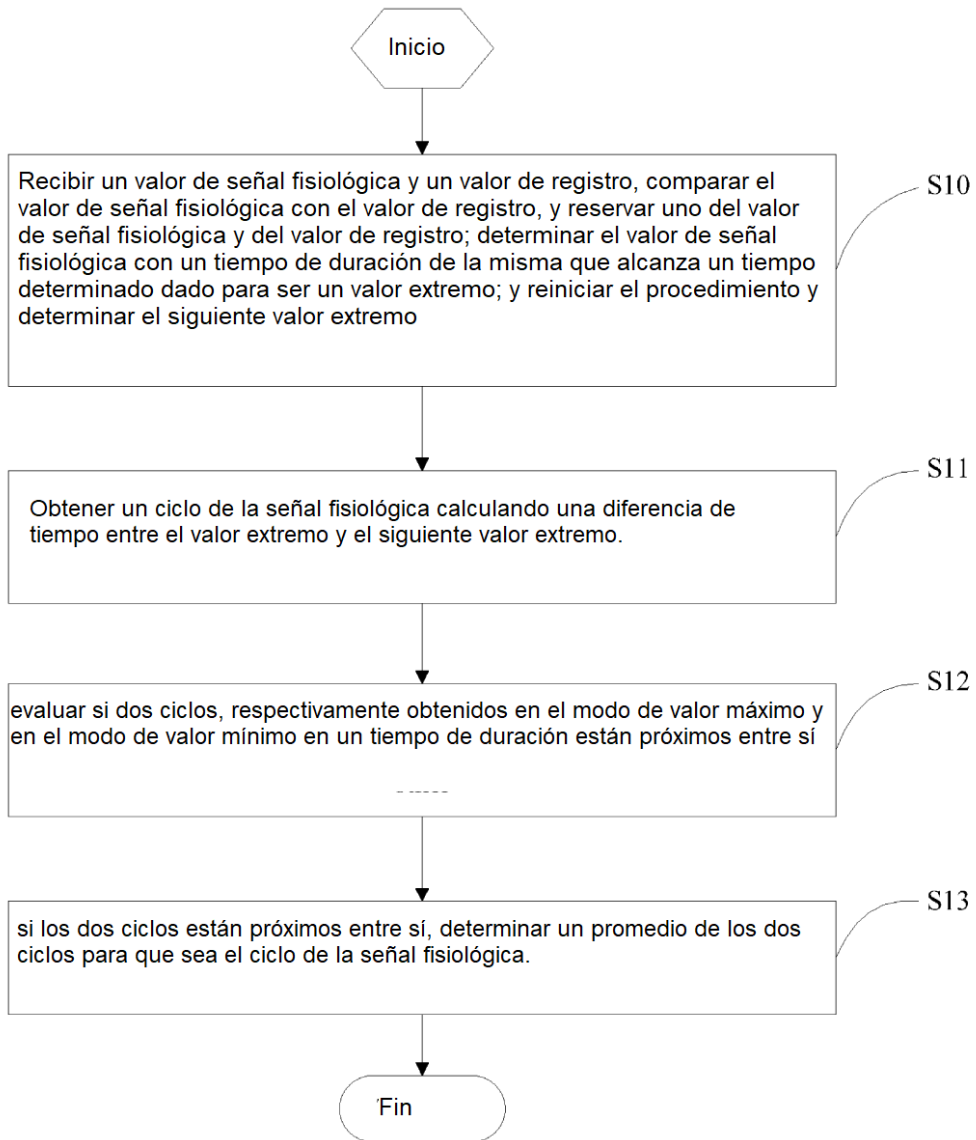 Inicio
Recibir un valor de señal fisiológica y un valor de registro, comparar el
valor de señal fisiológica con el valor de registro, y reservar uno del valor
de señal fisiológica y del valor de registro; determinar el valor de señal
fisiológica con un tiempo de duración de la misma que alcanza un tiempo
determinado dado para ser un valor extremo; y reiniciar el procedimiento y
determinar el siguiente valor extremo
S10
Obtener un ciclo de la señal fisiológica calculando una diferencia de
tiempo entre el valor extremo y el siguiente valor extremo.
S11
evaluar si dos ciclos, respectivamente obtenidos en el modo de valor máximo y
en el modo de valor mínimo en un tiempo de duración están próximos entre sí
S12
si los dos ciclos están próximos entre sí, determinar un promedio de los dos
ciclos para que sea el ciclo de la señal fisiológica.
S13
Fin